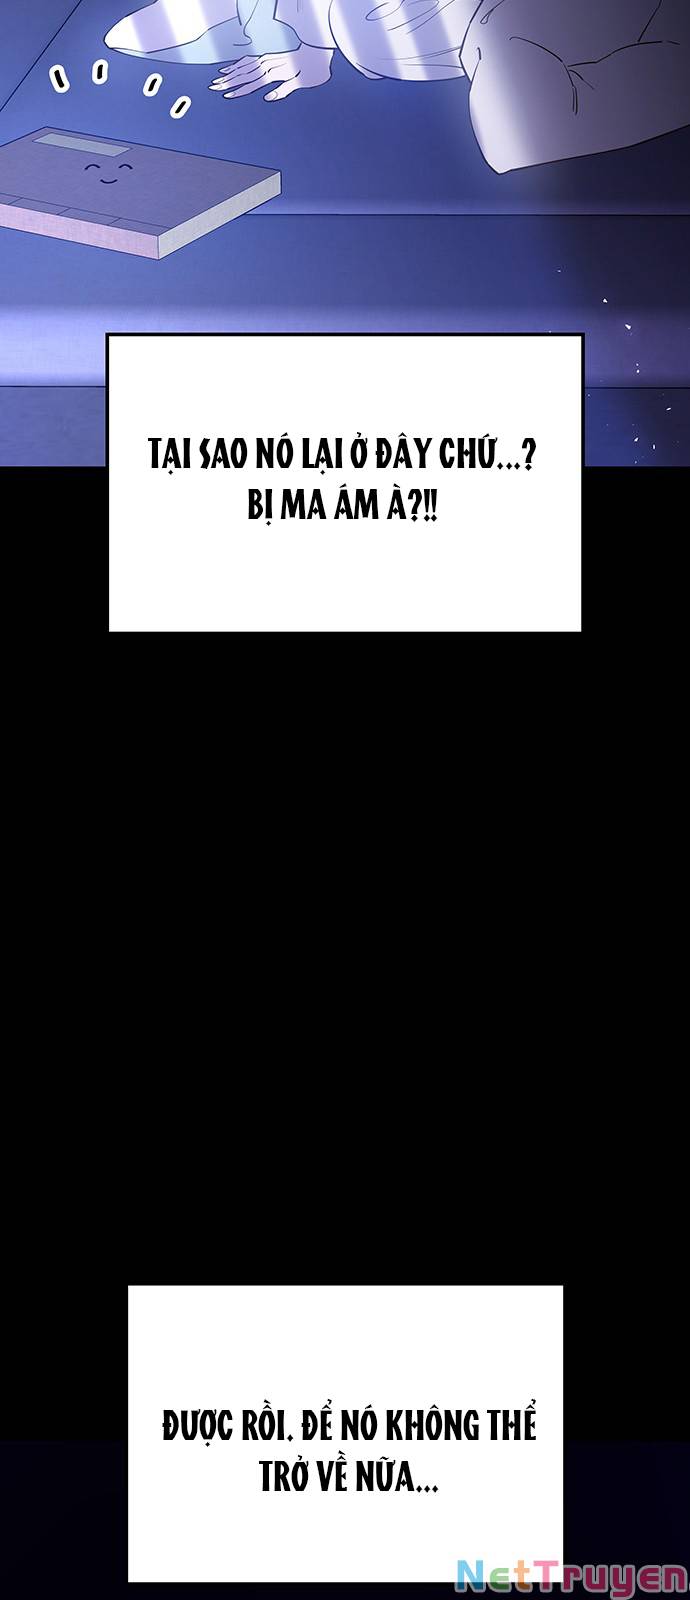 TẠI SAO NÓ LẠI Ở ĐÂY CHỨ...?
BỊ MA ÁM À?!!
ĐƯỢC RỒI. ĐỂ NÓ KHÔNG THỂ
TRỞ VỀ NỮA...
NetTruyen